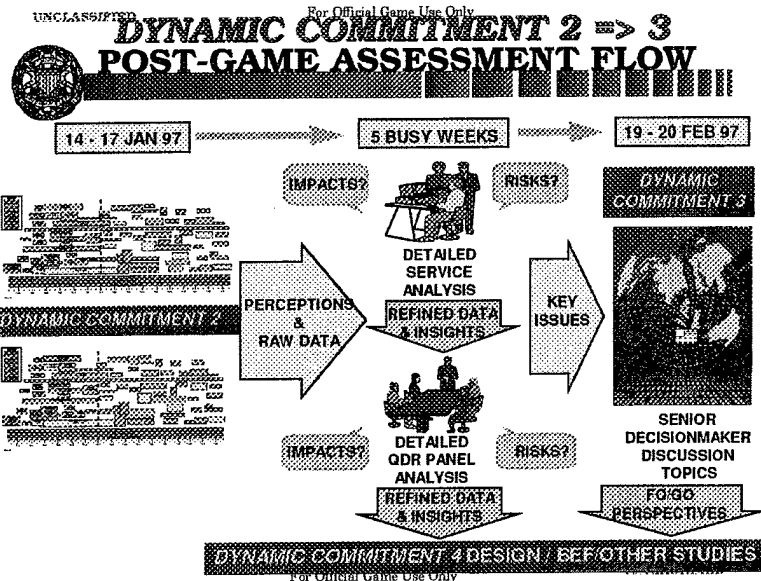 UNCLASSIFIED
For Official Game Use Only
DYNAMIC COMMITMENT 2 => 3
POST-GAME ASSESSMENT FLOW
14 - 17 JAN 97
5 BUSY WEEKS
19 - 20 FEB 97
IMPACTS?
RISKS?
DYNAMIC
COMMITMENT 3
DETAILED
SERVICE
ANALYSIS
PERCEPTIONS
&
RAW DATA
KEY
ISSUES
REFINED DATA
& INSIGHTS
DYNAMIC COMMITMENT 2
IMPACTS?
RISKS?
DETAILED
QDR PANEL
ANALYSIS
SENIOR
DECISIONMAKER
DISCUSSION
TOPICS
REFINED DATA
& INSIGHTS
FO/GO
PERSPECTIVES
DYNAMIC COMMITMENT 4 DESIGN / BEF/OTHER STUDIES
For Official Game Use Only